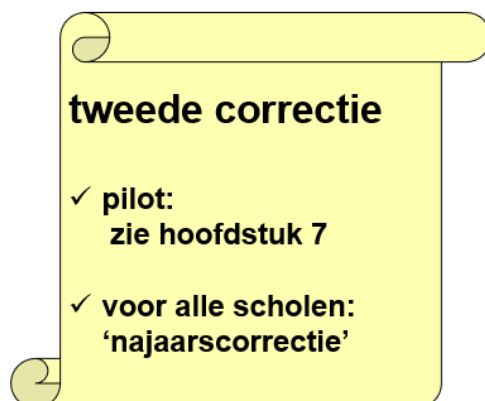 tweede correctie
✓ pilot:
zie hoofdstuk 7
✓ voor alle scholen:
‘najaarscorrectie’